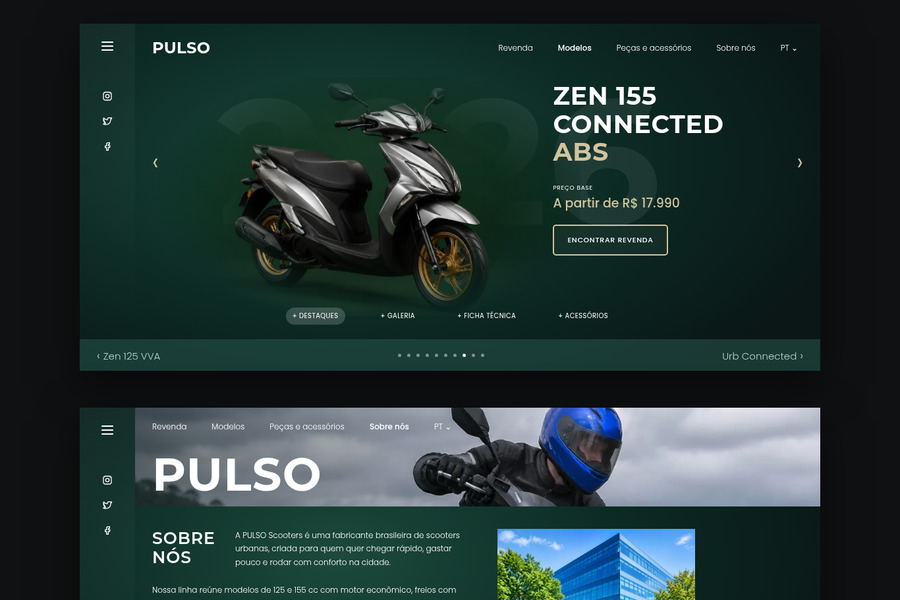 PULSO
Revenda Modelos Peças e acessórios Sobre nós PT
2026
ZEN 155
CONNECTED
ABS
PREÇO BASE
A partir de R$ 17.990
ENCONTRAR REVENDA
+ DESTAQUES + GALERIA + FICHA TÉCNICA + ACESSÓRIOS
‹ Zen 125 VVA
Urb Connected ›
Revenda Modelos Peças e acessórios Sobre nós PT
PULSO
SOBRE
NÓS
A PULSO Scooters é uma fabricante brasileira de scooters
urbanas, criada para quem quer chegar rápido, gastar
pouco e rodar com conforto na cidade.
Nossa linha reúne modelos de 125 e 155 cc com motor econômico, freios com